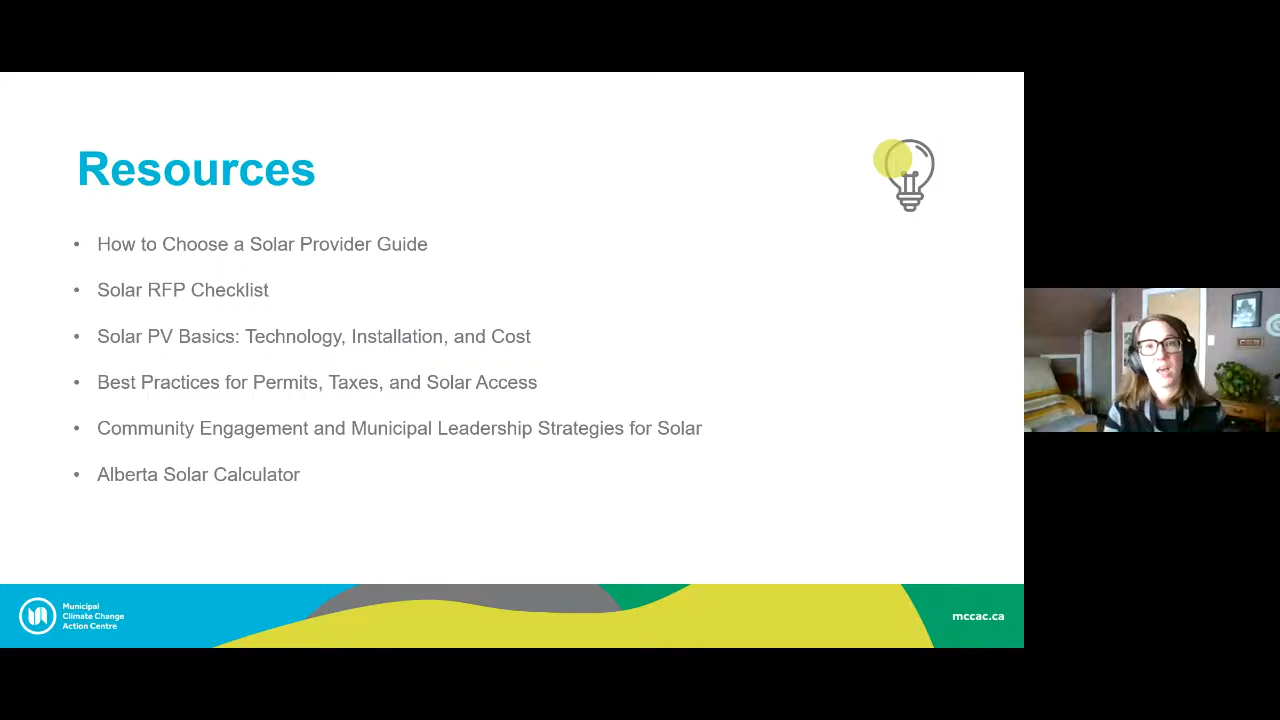 Resources
• How to Choose a Solar Provider Guide
• Solar RFP Checklist
• Solar PV Basics: Technology, Installation, and Cost
• Best Practices for Permits, Taxes, and Solar Access
• Community Engagement and Municipal Leadership Strategies for Solar
• Alberta Solar Calculator
Municipal
Climate Change
Action Centre
mccac.ca